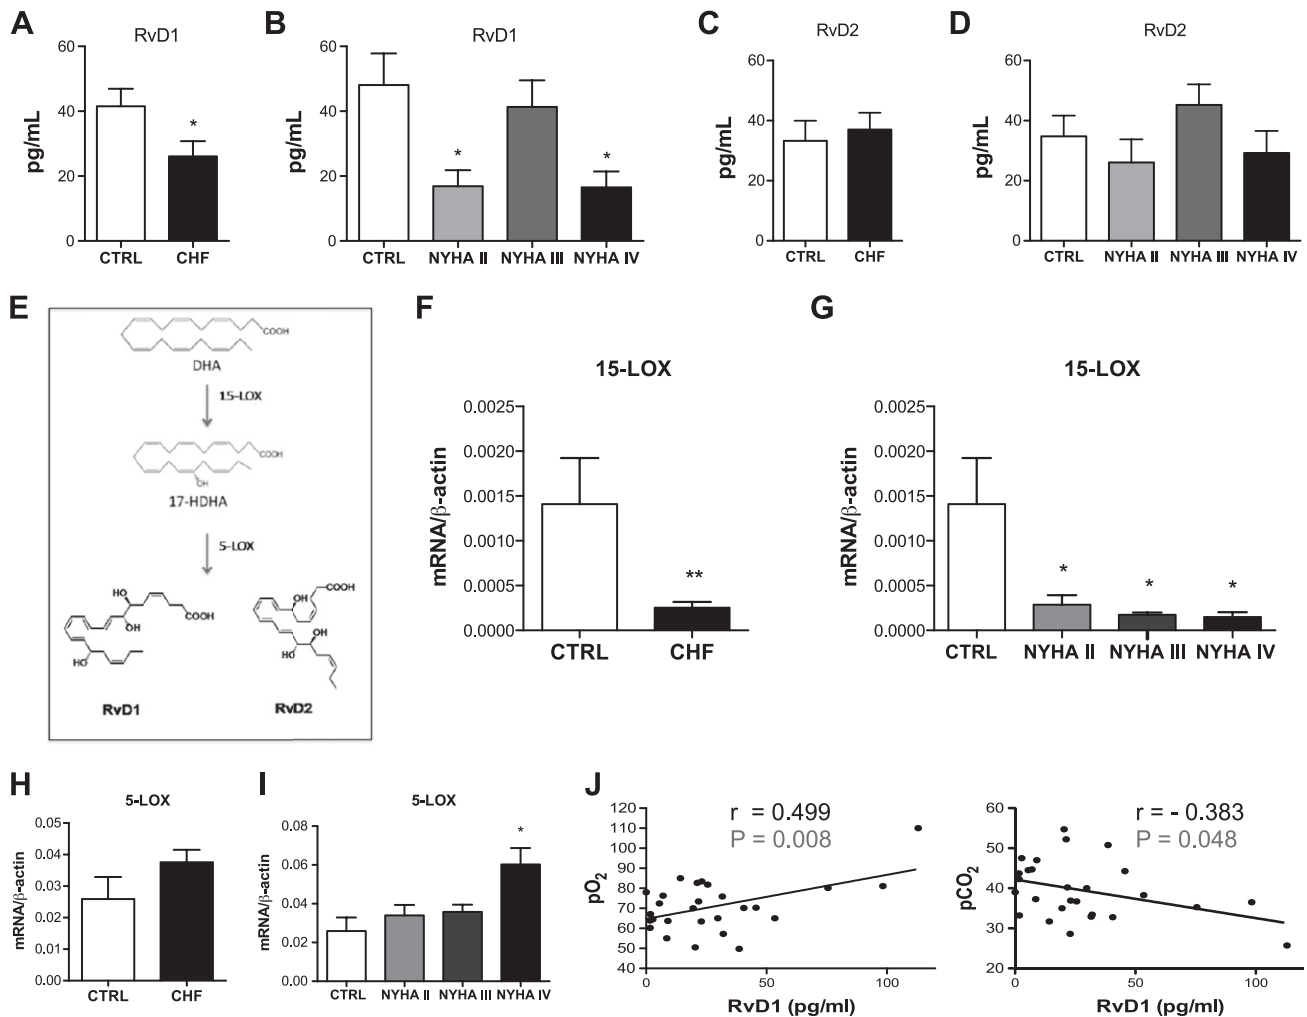 A
RvD1
pg/mL
60
40
20
0
*
CTRL
CHF
B
RvD1
pg/mL
60
40
20
0
*
*
CTRL
NYHA II
NYHA III
NYHA IV
C
RvD2
pg/mL
60
40
20
0
CTRL
CHF
D
RvD2
pg/mL
60
40
20
0
CTRL
NYHA II
NYHA III
NYHA IV
E
COOH
DHA
15-LOX
COOH
OH
17-HDHA
5-LOX
HO
COOH
OH
HO
RvD1
COOH
OH
OH
HO
RvD2
F
15-LOX
mRNA/β-actin
0.0025
0.0020
0.0015
0.0010
0.0005
0.0000
**
CTRL
CHF
G
15-LOX
mRNA/β-actin
0.0025
0.0020
0.0015
0.0010
0.0005
0.0000
*
*
*
CTRL
NYHA II
NYHA III
NYHA IV
H
5-LOX
mRNA/β-actin
0.05
0.04
0.03
0.02
0.01
0.00
CTRL
CHF
I
5-LOX
mRNA/β-actin
0.08
0.06
0.04
0.02
0.00
*
CTRL
NYHA II
NYHA III
NYHA IV
J
r = 0.499
P = 0.008
pO2
120
110
100
90
80
70
60
50
40
0
50
100
RvD1 (pg/ml)
r = - 0.383
P = 0.048
pCO2
60
50
40
30
20
0
50
100
RvD1 (pg/ml)